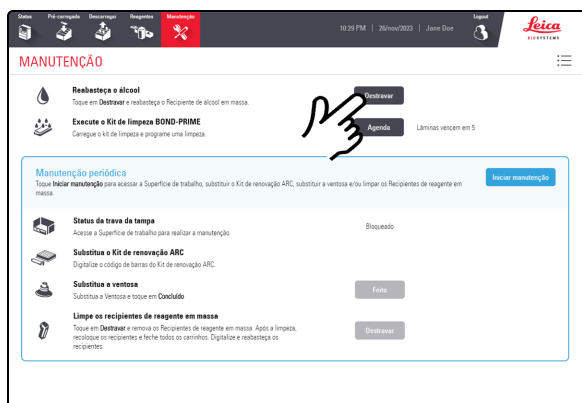 Status Pré-carregada Descarregar Reagentes Manutenção 10:29 PM | 26/nov/2023 | Jane Doe Logout Leica
BIOSYSTEMS
MANUTENÇÃO
Reabasteça o álcool
Toque em Destravar e reabasteça o Recipiente de álcool em massa.
Destravar
Execute o Kit de limpeza BOND-PRIME
Carregue o kit de limpeza e programe uma limpeza.
Agenda
Lâminas vencem em 5
Manutenção periódica
Toque Iniciar manutenção para acessar a Superfície de trabalho, substituir o Kit de renovação ARC, substituir a ventosa e/ou limpar os Recipientes de reagente em
massa.
Iniciar manutenção
Status da trava da tampa
Acesse a Superfície de trabalho para realizar a manutenção.
Bloqueado
Substitua o Kit de renovação ARC
Digitalize o código de barras do Kit de renovação ARC.
Substitua a ventosa
Substitua a Ventosa e toque em Concluído
Feito
Limpe os recipientes de reagente em massa
Toque em Destravar e remova os Recipientes de reagente em massa. Após a limpeza,
recoloque os recipientes e feche todos os carrinhos. Digitalize e reabasteça os
recipientes.
Destravar